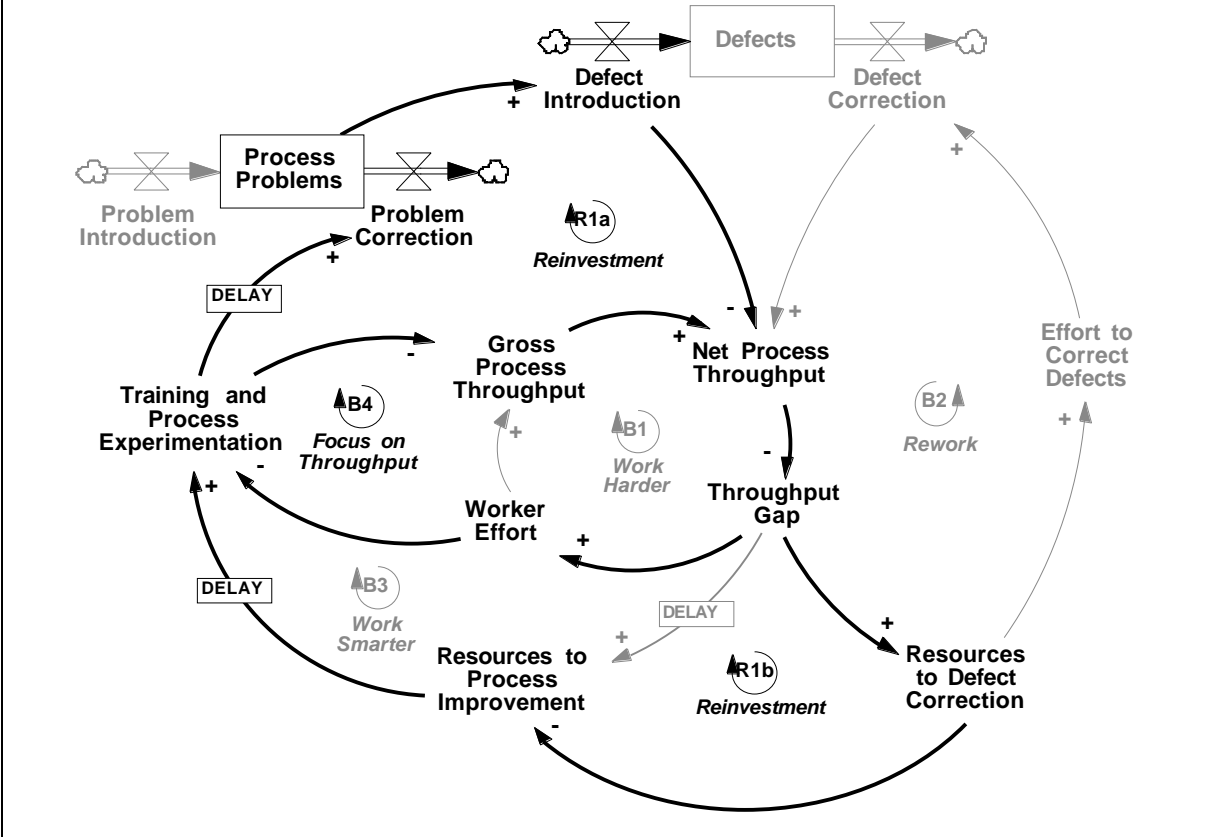 Defects
Defect
Introduction
Defect
Correction
+
+
Process
Problems
Problem
Introduction
Problem
Correction
+
R1a
Reinvestment
DELAY
-
+
+
-
Gross
Process
Throughput
Net Process
Throughput
Effort to
Correct
Defects
Training and
Process
Experimentation
B4
Focus on
Throughput
+
B1
Work
Harder
B2
Rework
+
-
-
+
Worker
Effort
Throughput
Gap
+
DELAY
B3
Work
Smarter
DELAY
+
+
Resources to
Process
Improvement
R1b
Reinvestment
Resources
to Defect
Correction
-